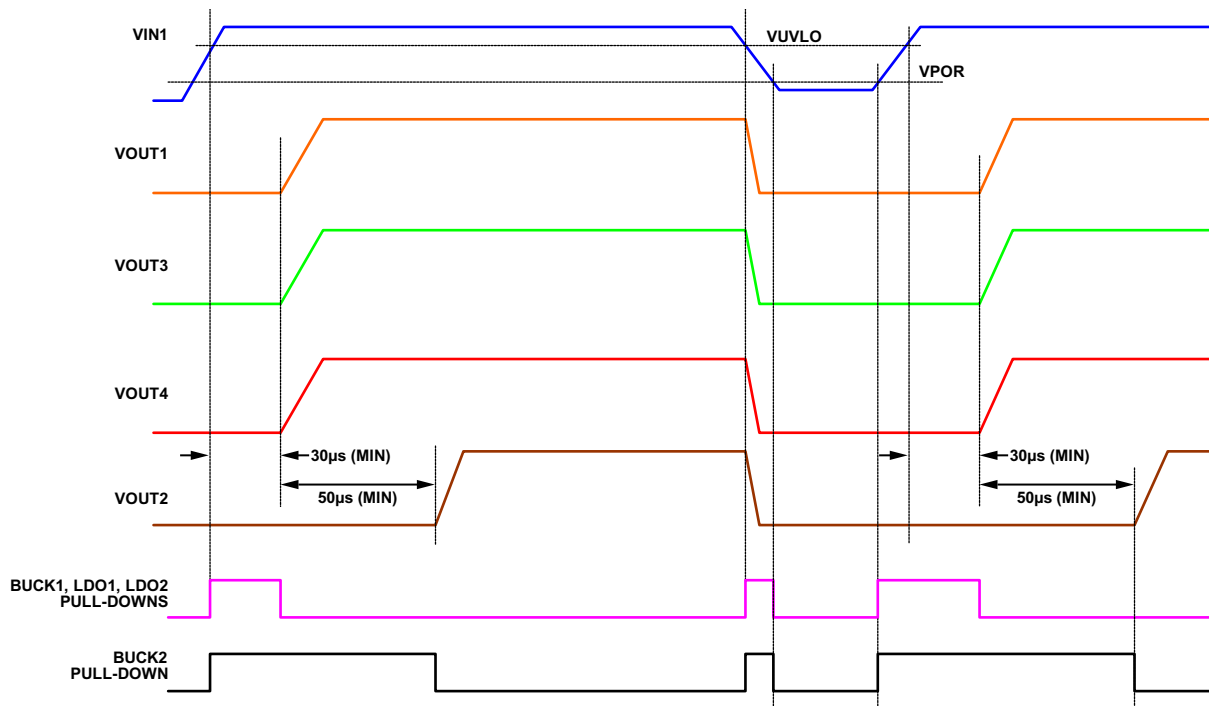 VIN1
VUVLO
VPOR
VOUT1
VOUT3
VOUT4
30µs (MIN)
30µs (MIN)
50µs (MIN)
50µs (MIN)
VOUT2
BUCK1, LDO1, LDO2
PULL-DOWNS
BUCK2
PULL-DOWN